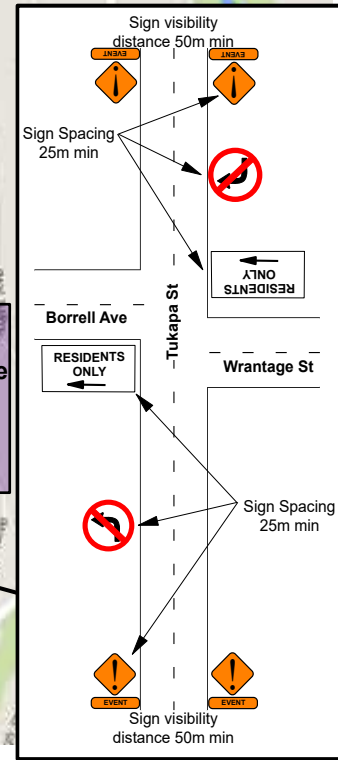 Sign visibility
distance 50m min
EVENT
EVENT
!
!
Sign Spacing
25m min
RESIDENTS
ONLY
Borrell Ave
Tukapa St
RESIDENTS
ONLY
Wrantage St
e
Sign Spacing
25m min
!
!
EVENT
EVENT
Sign visibility
distance 50m min